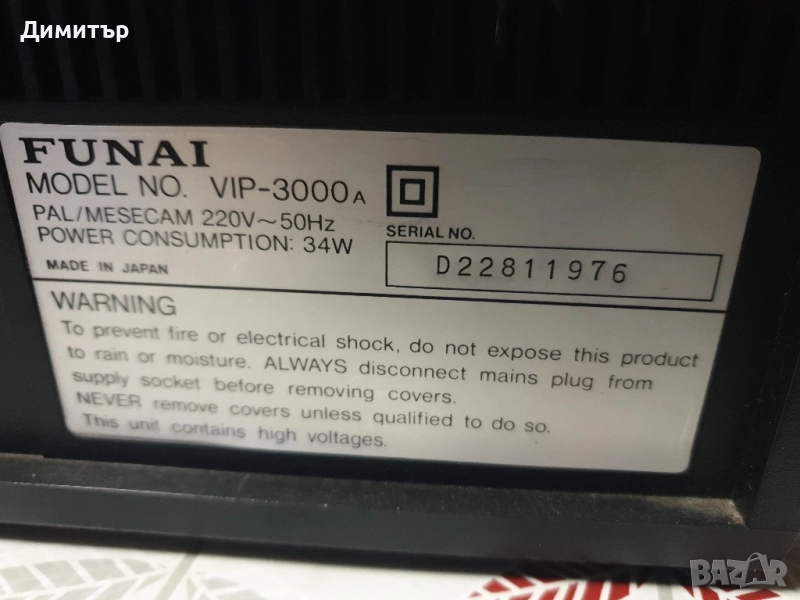 Димитър
FUNAI
MODEL NO. VIP-3000A
PAL/MESECAM 220V~50Hz
POWER CONSUMPTION: 34W
MADE IN JAPAN
SERIAL NO.
D22811976
WARNING
To prevent fire or electrical shock, do not expose this product
to rain or moisture. ALWAYS disconnect mains plug from
supply socket before removing covers.
NEVER remove covers unless qualified to do so.
This unit contains high voltages.
BAZAR